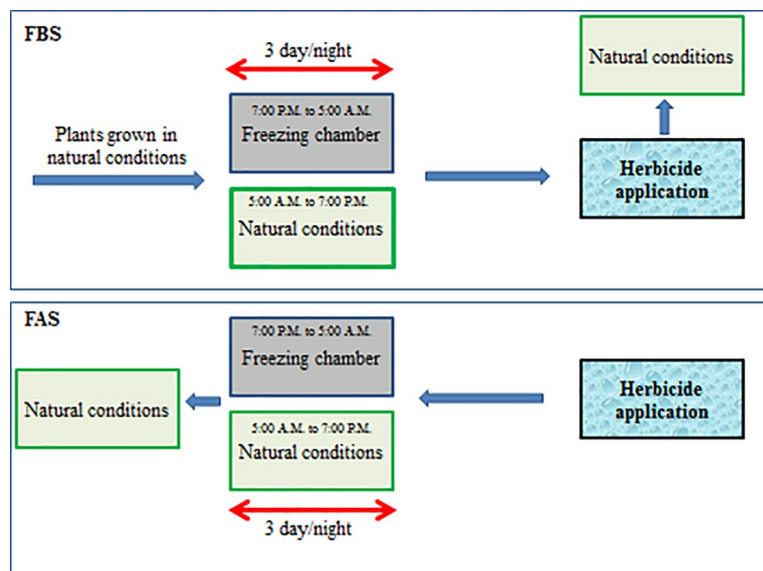 FBS
3 day/night
7:00 P.M. to 5:00 A.M.
Freezing chamber
Plants grown in
natural conditions
5:00 A.M. to 7:00 P.M.
Natural conditions
Natural conditions
Herbicide
application
FAS
7:00 P.M. to 5:00 A.M.
Freezing chamber
Natural conditions
5:00 A.M. to 7:00 P.M.
Natural conditions
3 day/night
Herbicide
application